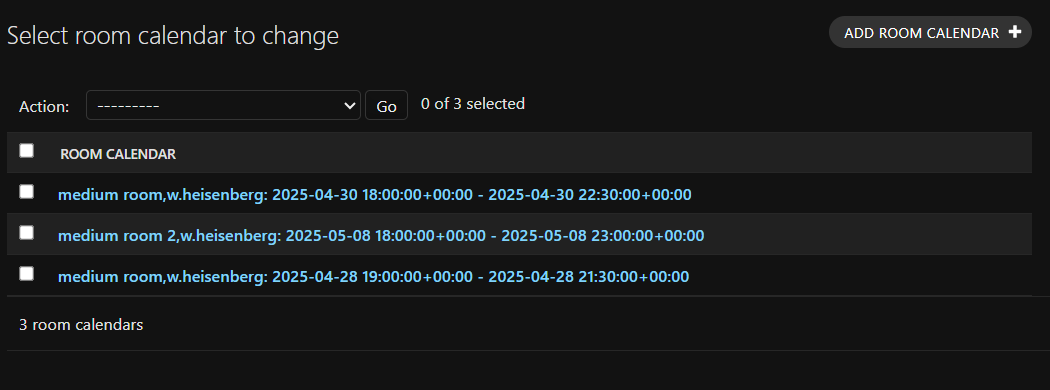 Select room calendar to change
ADD ROOM CALENDAR +
Action: --------- Go 0 of 3 selected
ROOM CALENDAR
medium room,w.heisenberg: 2025-04-30 18:00:00+00:00 - 2025-04-30 22:30:00+00:00
medium room 2,w.heisenberg: 2025-05-08 18:00:00+00:00 - 2025-05-08 23:00:00+00:00
medium room,w.heisenberg: 2025-04-28 19:00:00+00:00 - 2025-04-28 21:30:00+00:00
3 room calendars